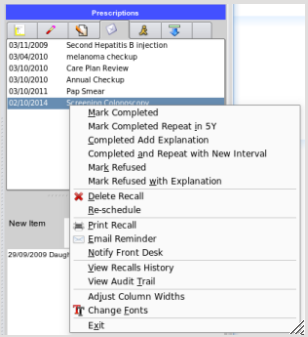 Prescriptions
03/11/2009 Second Hepatitis B injection
03/04/2010 melanoma checkup
03/10/2010 Care Plan Review
03/10/2010 Annual Checkup
03/10/2011 Pap Smear
02/10/2014 Screening Colonoscopy
Mark Completed
Mark Completed Repeat in 5Y
Completed Add Explanation
Completed and Repeat with New Interval
Mark Refused
Mark Refused with Explanation
Delete Recall
Re-schedule
New Item
Print Recall
Email Reminder
Notify Front Desk
29/09/2009 Daugh
View Recalls History
View Audit Trail
Adjust Column Widths
Change Fonts
Exit